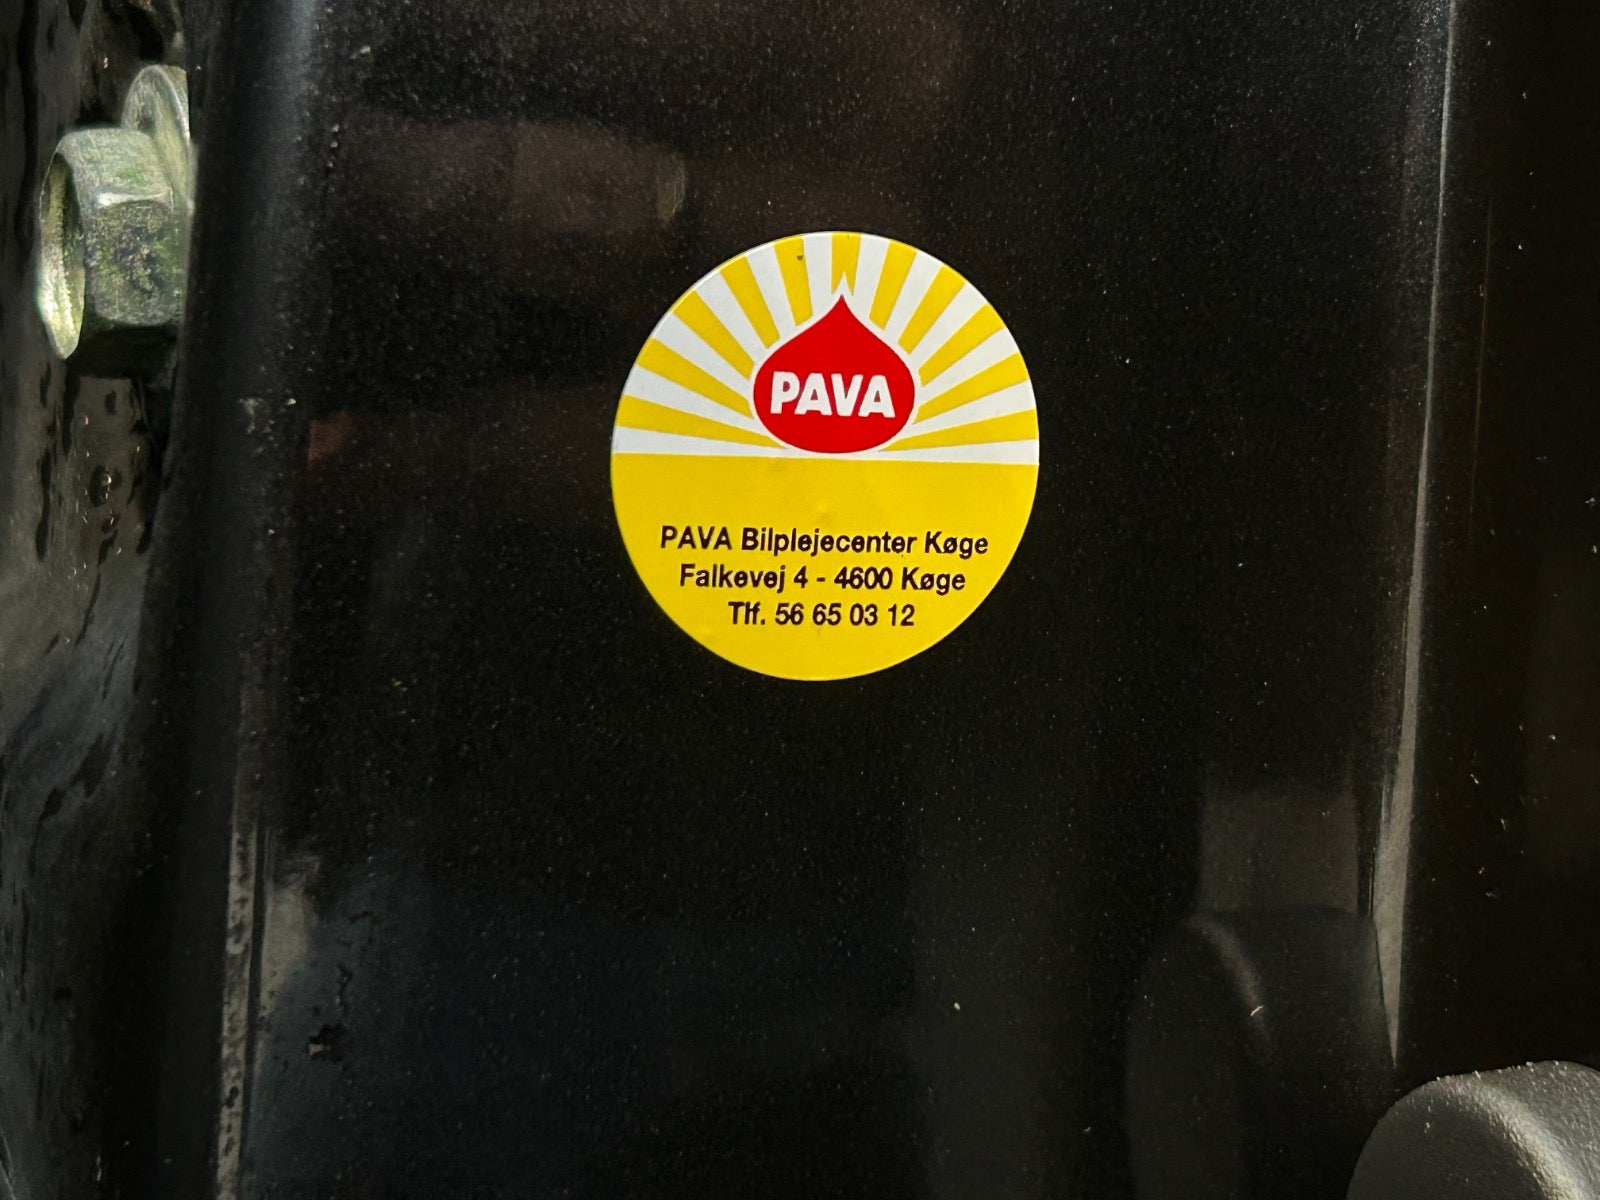 PAVA
PAVA Bilplejecenter Køge
Falkevej 4 - 4600 Køge
Tlf. 56 65 03 12